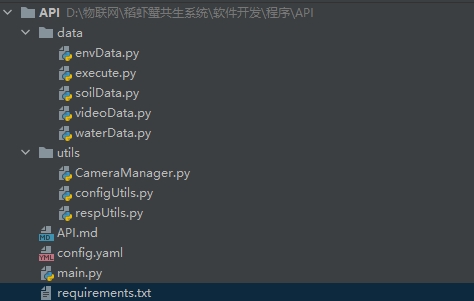 API D:\物联网\稻虾蟹共生系统\软件开发\程序\API
data
envData.py
execute.py
soilData.py
videoData.py
waterData.py
utils
CameraManager.py
configUtils.py
respUtils.py
MD API.md
YML config.yaml
main.py
requirements.txt